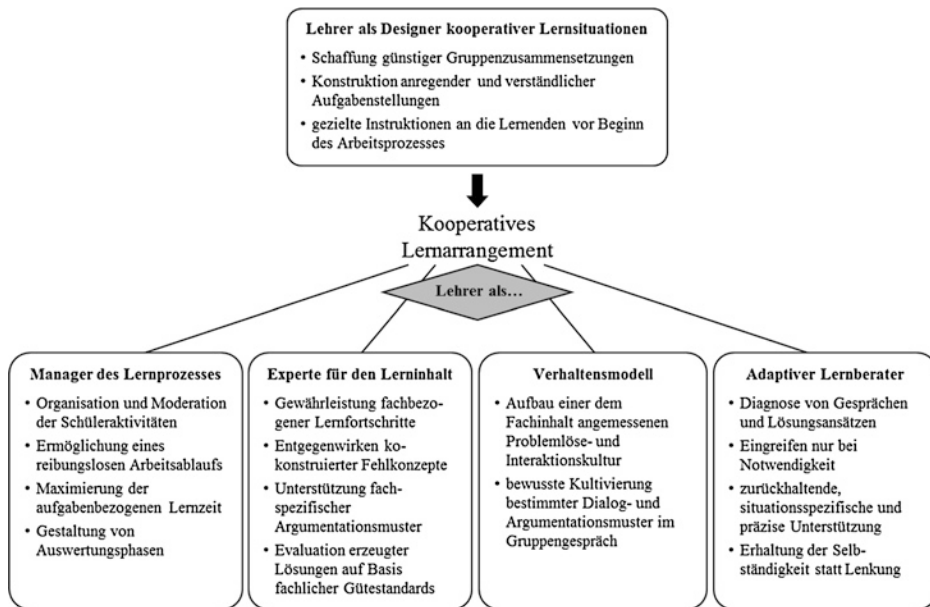 Lehrer als Designer kooperativer Lernsituationen
• Schaffung günstiger Gruppenzusammensetzungen
• Konstruktion anregender und verständlicher
Aufgabenstellungen
• gezielte Instruktionen an die Lernenden vor Beginn
des Arbeitsprozesses
Kooperatives
Lernarrangement
Lehrer als…
Manager des Lernprozesses
• Organisation und Moderation
der Schüleraktivitäten
• Ermöglichung eines
reibungslosen Arbeitsablaufs
• Maximierung der
aufgabenbezogenen Lernzeit
• Gestaltung von
Auswertungsphasen
Experte für den Lerninhalt
• Gewährleistung fachbezo-
gener Lernfortschritte
• Entgegenwirken ko-
konstruierter Fehlkonzepte
• Unterstützung fach-
spezifischer
Argumentationsmuster
• Evaluation erzeugter
Lösungen auf Basis
fachlicher Gütestandards
Verhaltensmodell
• Aufbau einer dem
Fachinhalt angemessenen
Problemlöse- und
Interaktionskultur
• bewusste Kultivierung
bestimmter Dialog- und
Argumentationsmuster im
Gruppengespräch
Adaptiver Lernberater
• Diagnose von Gesprächen
und Lösungsansätzen
• Eingreifen nur bei
Notwendigkeit
• zurückhaltende,
situationsspezifische und
präzise Unterstützung
• Erhaltung der Selb-
ständigkeit statt Lenkung